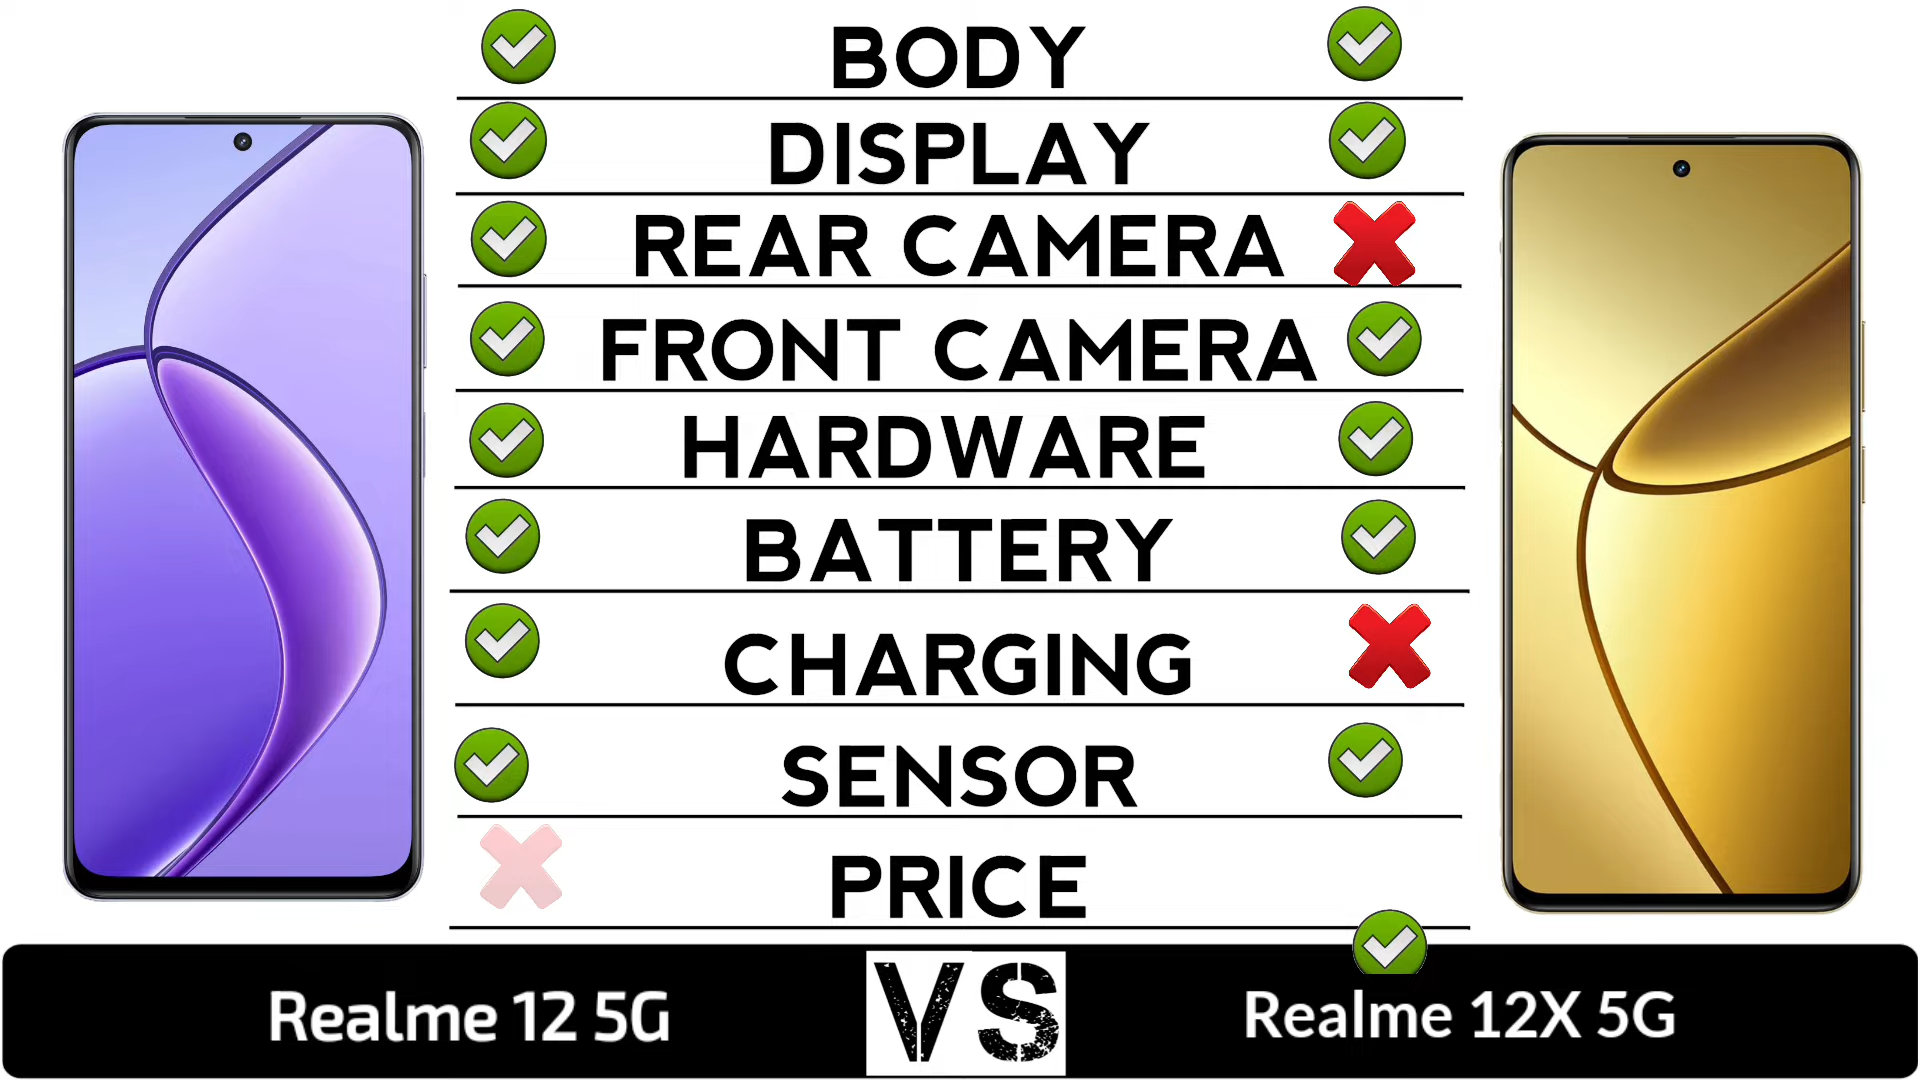 BODY
DISPLAY
REAR CAMERA
FRONT CAMERA
HARDWARE
BATTERY
CHARGING
SENSOR
PRICE
Realme 12 5G
VS
Realme 12X 5G